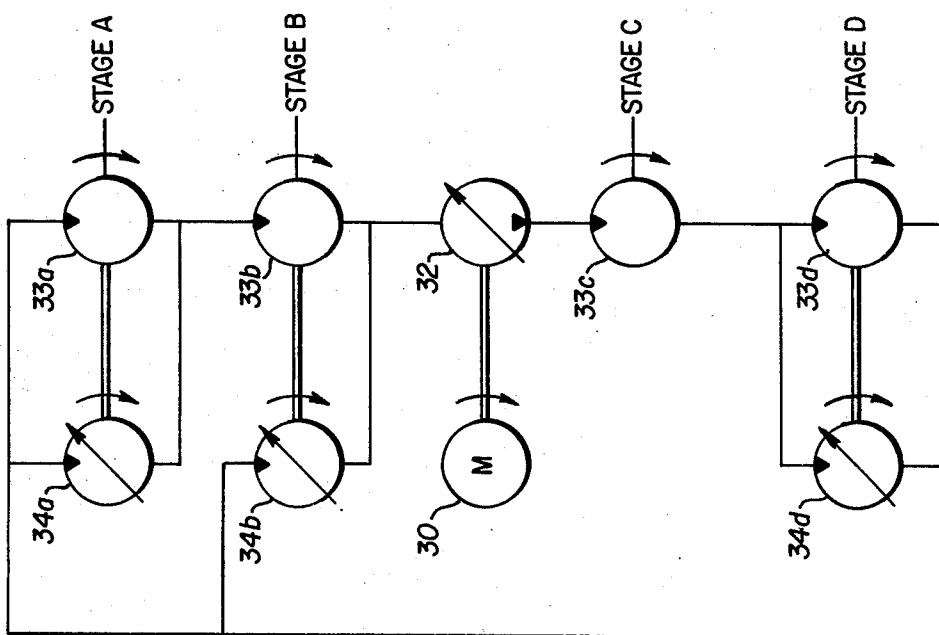 STAGE A
33a
34a
STAGE B
33b
34b
32
M
30
STAGE C
33c
STAGE D
33d
34d